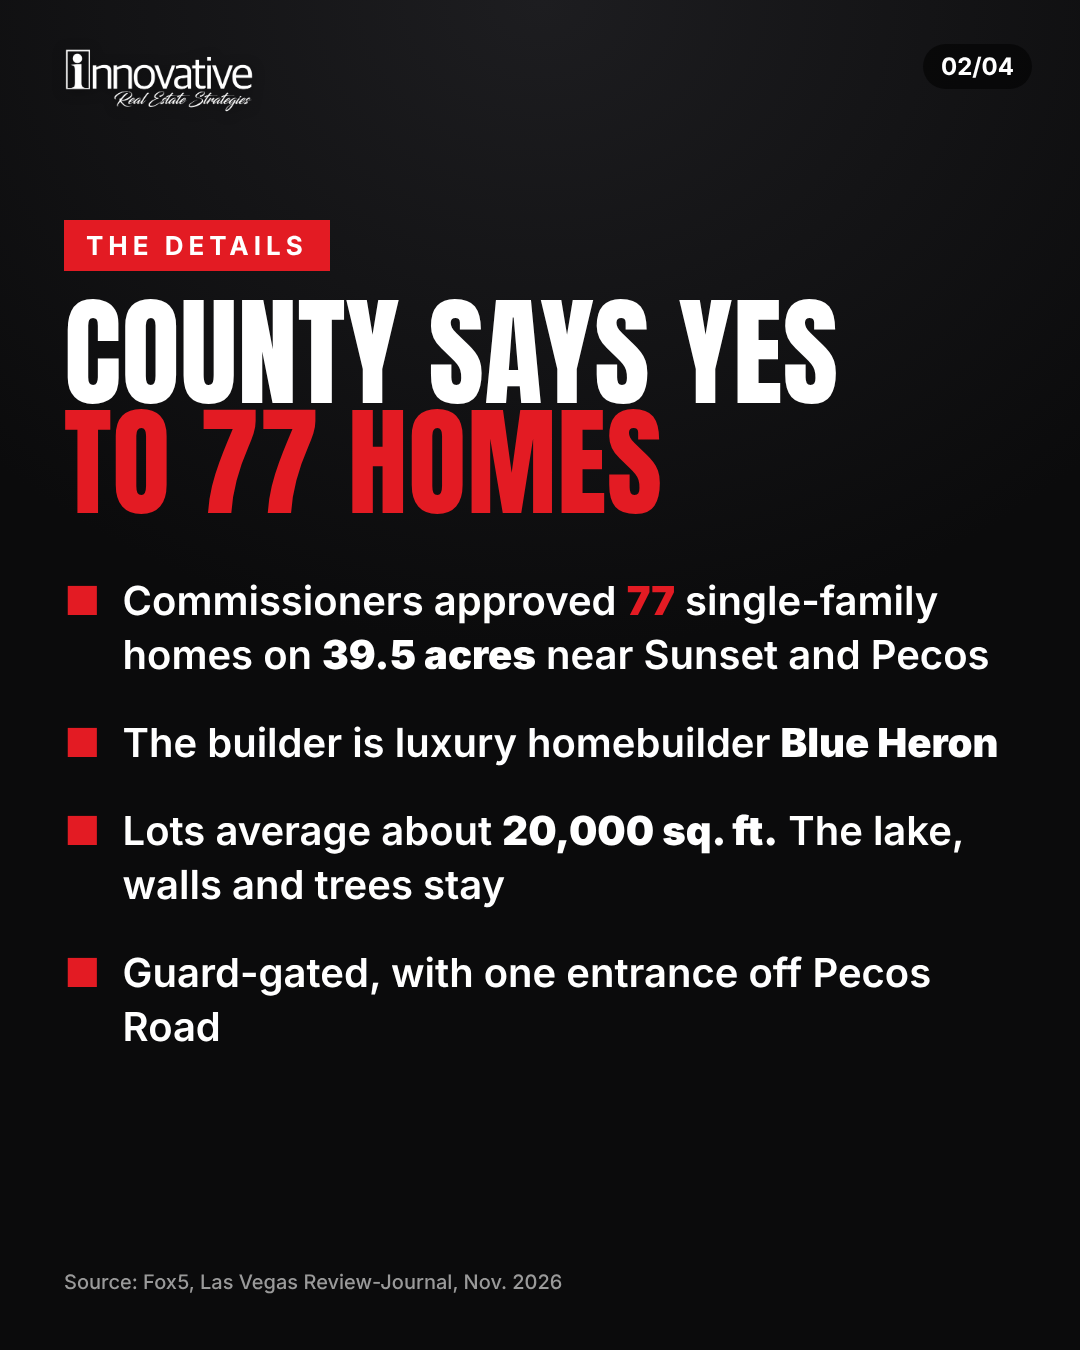 innovative
Real Estate Strategies
02/04
THE DETAILS
COUNTY SAYS YES
TO 77 HOMES
Commissioners approved 77 single-family
homes on 39.5 acres near Sunset and Pecos
The builder is luxury homebuilder Blue Heron
Lots average about 20,000 sq. ft. The lake,
walls and trees stay
Guard-gated, with one entrance off Pecos
Road
Source: Fox5, Las Vegas Review-Journal, Nov. 2026